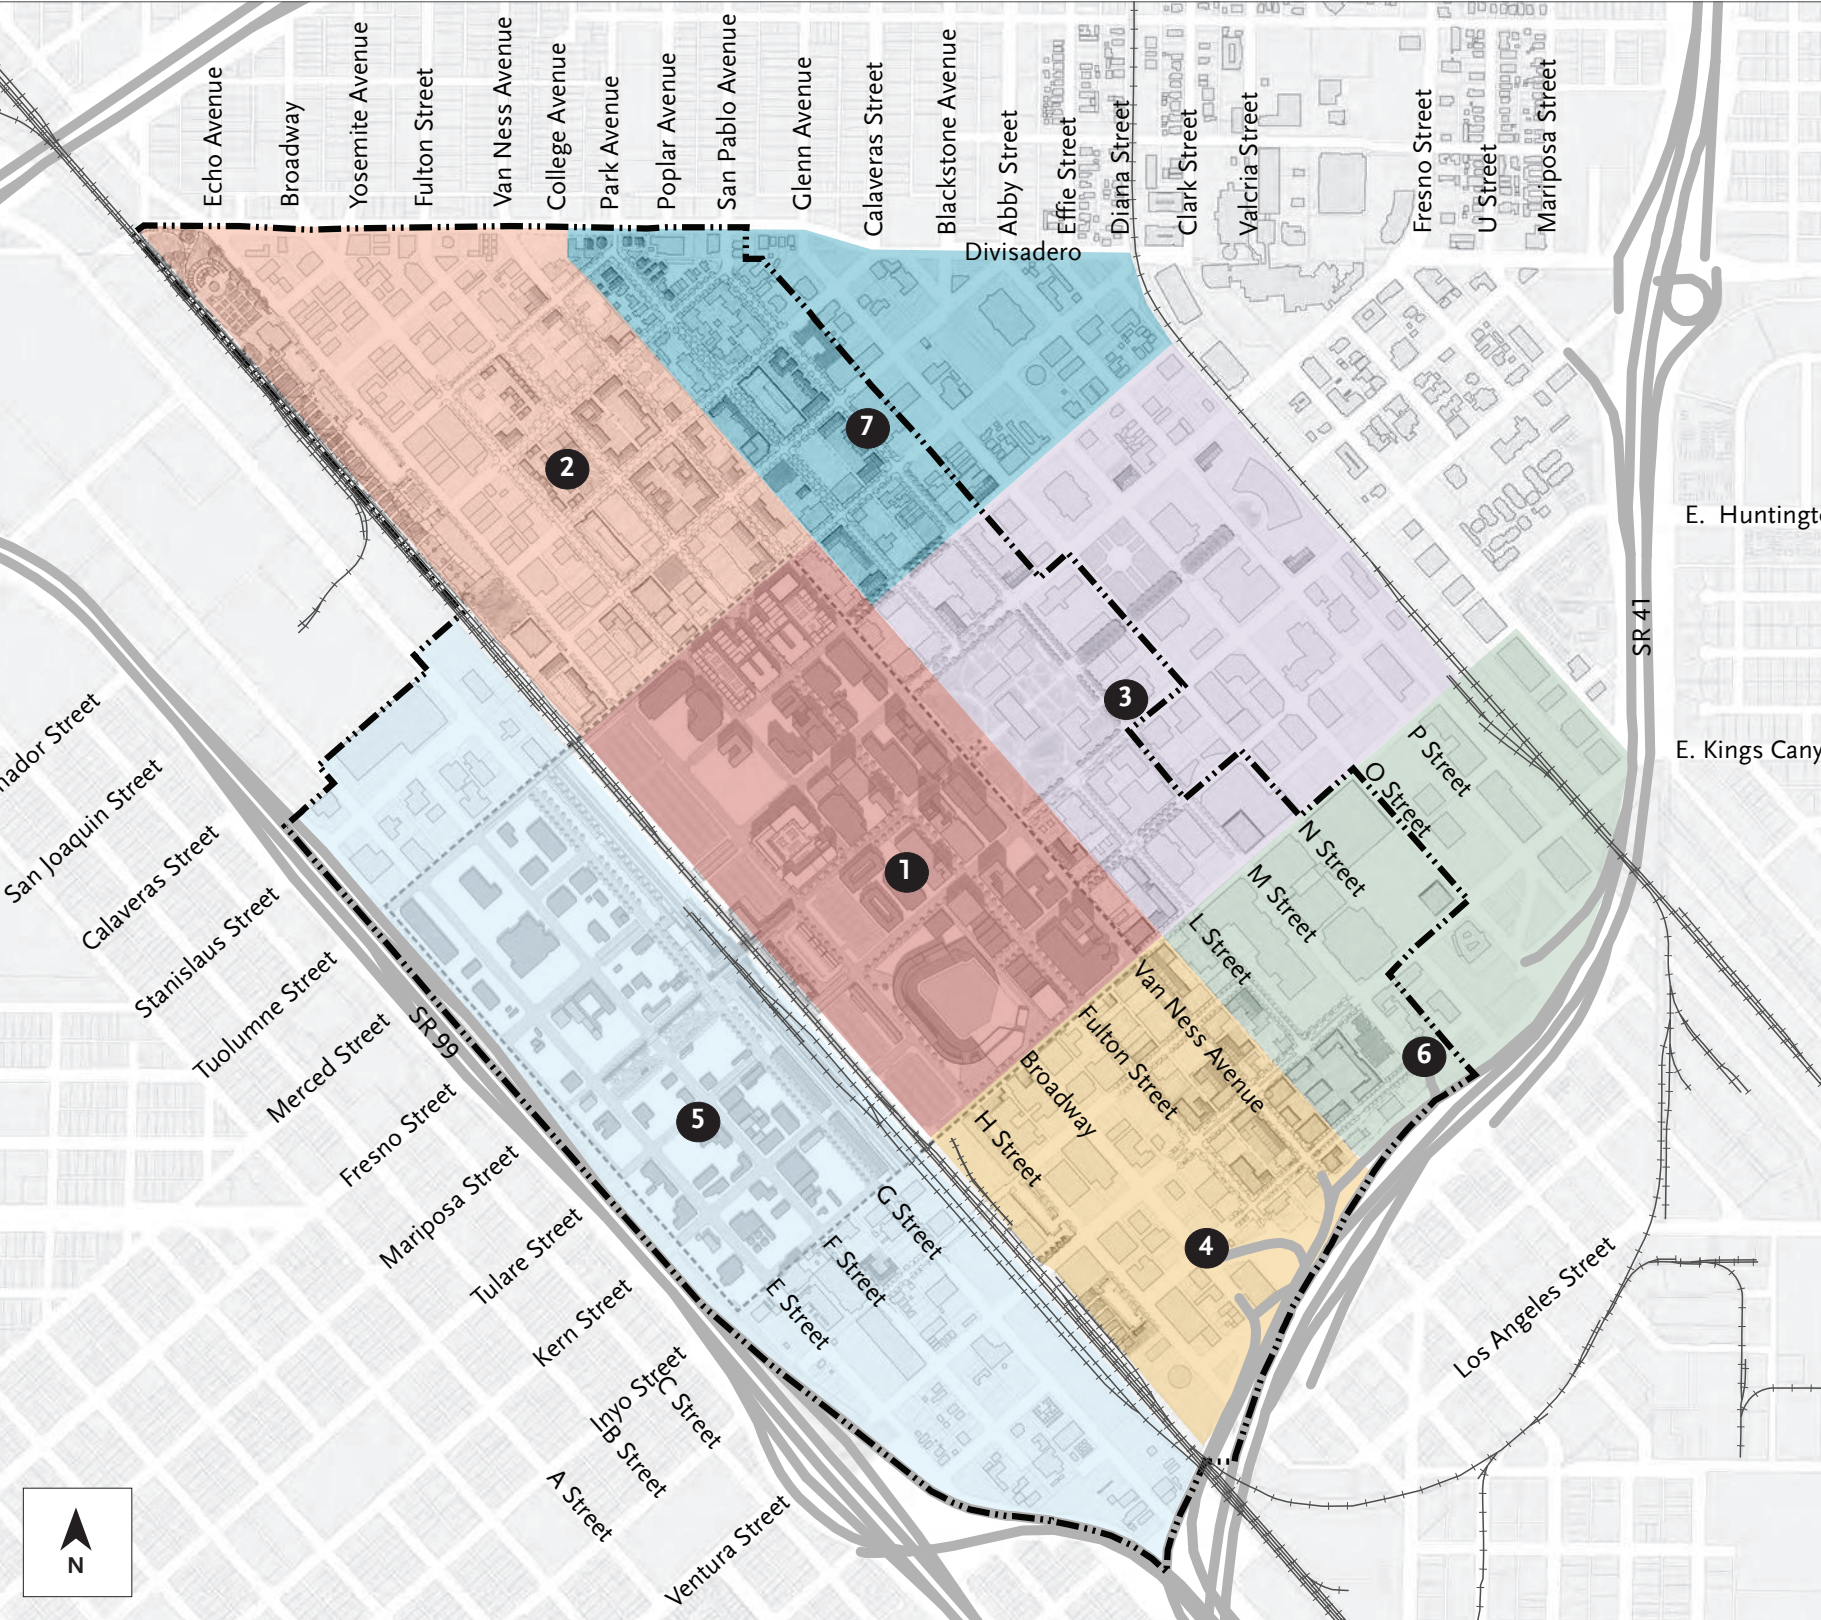 Echo Avenue
Broadway
Yosemite Avenue
Fulton Street
Van Ness Avenue
College Avenue
Park Avenue
Poplar Avenue
San Pablo Avenue
Glenn Avenue
Calaveras Street
Blackstone Avenue
Abby Street
Effie Street
Diana Street
Clark Street
Valcria Street
Fresno Street
U Street
Mariposa Street
Divisadero
7
2
E. Huntingt
SR 41
3
nador Street
San Joaquin Street
Calaveras Street
Stanislaus Street
Tuolumne Street
Merced Street
Fresno Street
Mariposa Street
Tulare Street
Kern Street
Inyo Street
Ventura Street
E. Kings Cany
P Street
O Street
N Street
M Street
L Street
1
Van Ness Avenue
Fulton Street
Broadway
H Street
SR 99
6
5
G Street
F Street
E Street
4
C Street
B Street
A Street
Los Angeles Street
N